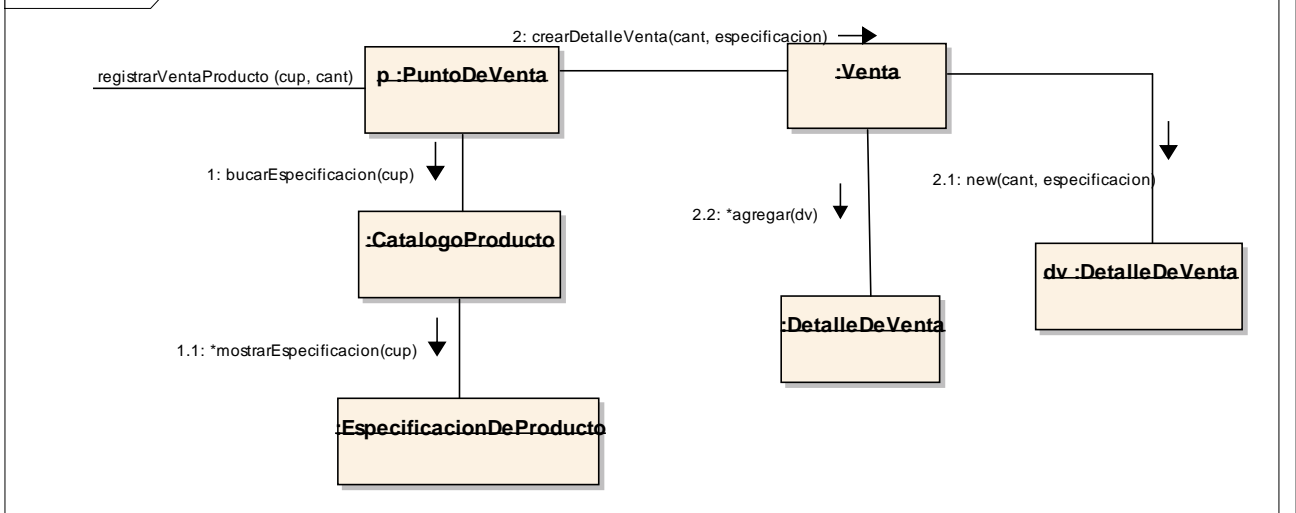 2: crearDetalleVenta(cant, especificacion)
registrarVentaProducto (cup, cant)
p :PuntoDeVenta
:Venta
1: bucarEspecificacion(cup)
2.1: new(cant, especificacion)
2.2: *agregar(dv)
:CatalogoProducto
dv :DetalleDeVenta
:DetalleDeVenta
1.1: *mostrarEspecificacion(cup)
:EspecificacionDeProducto